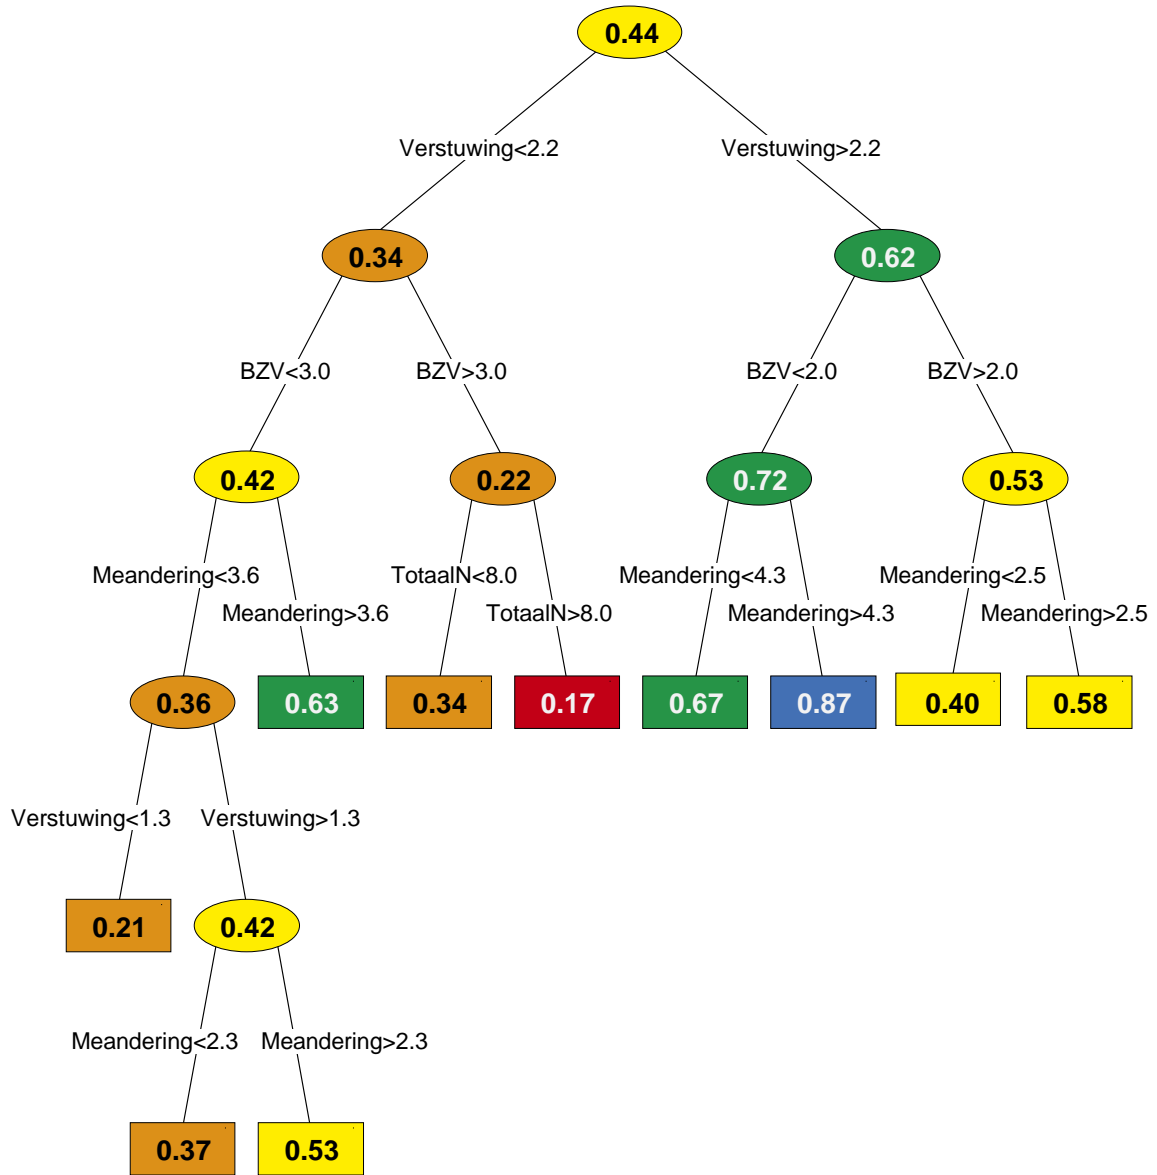 0.44
Verstuwing<2.2 Verstuwing>2.2
0.34 0.62
BZV<3.0 BZV>3.0 BZV<2.0 BZV>2.0
0.42 0.22 0.72 0.53
Meandering<3.6 TotaalN<8.0 Meandering<4.3 Meandering<2.5
Meandering>3.6 TotaalN>8.0 Meandering>4.3 Meandering>2.5
0.36 0.63 0.34 0.17 0.67 0.87 0.40 0.58
Verstuwing<1.3 Verstuwing>1.3
0.21 0.42
Meandering<2.3 Meandering>2.3
0.37 0.53